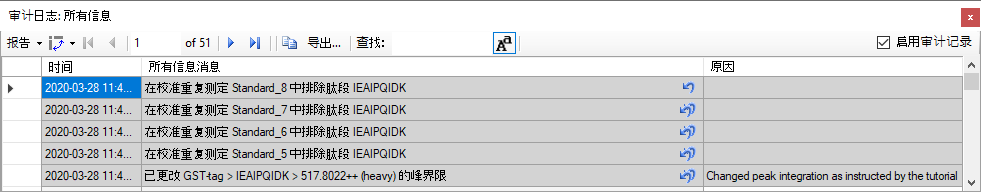 审计日志: 所有信息
报告 1 of 51 导出... 查找: Aa 启用审计记录
时间 所有信息消息 原因
2020-03-28 11:4... 在校准重复测定 Standard_8 中排除肽段 IEAIPQIDK
2020-03-28 11:4... 在校准重复测定 Standard_7 中排除肽段 IEAIPQIDK
2020-03-28 11:4... 在校准重复测定 Standard_6 中排除肽段 IEAIPQIDK
2020-03-28 11:4... 在校准重复测定 Standard_5 中排除肽段 IEAIPQIDK
2020-03-28 11:4... 已更改 GST-tag > IEAIPQIDK > 517.8022++ (heavy) 的峰界限 Changed peak integration as instructed by the tutorial